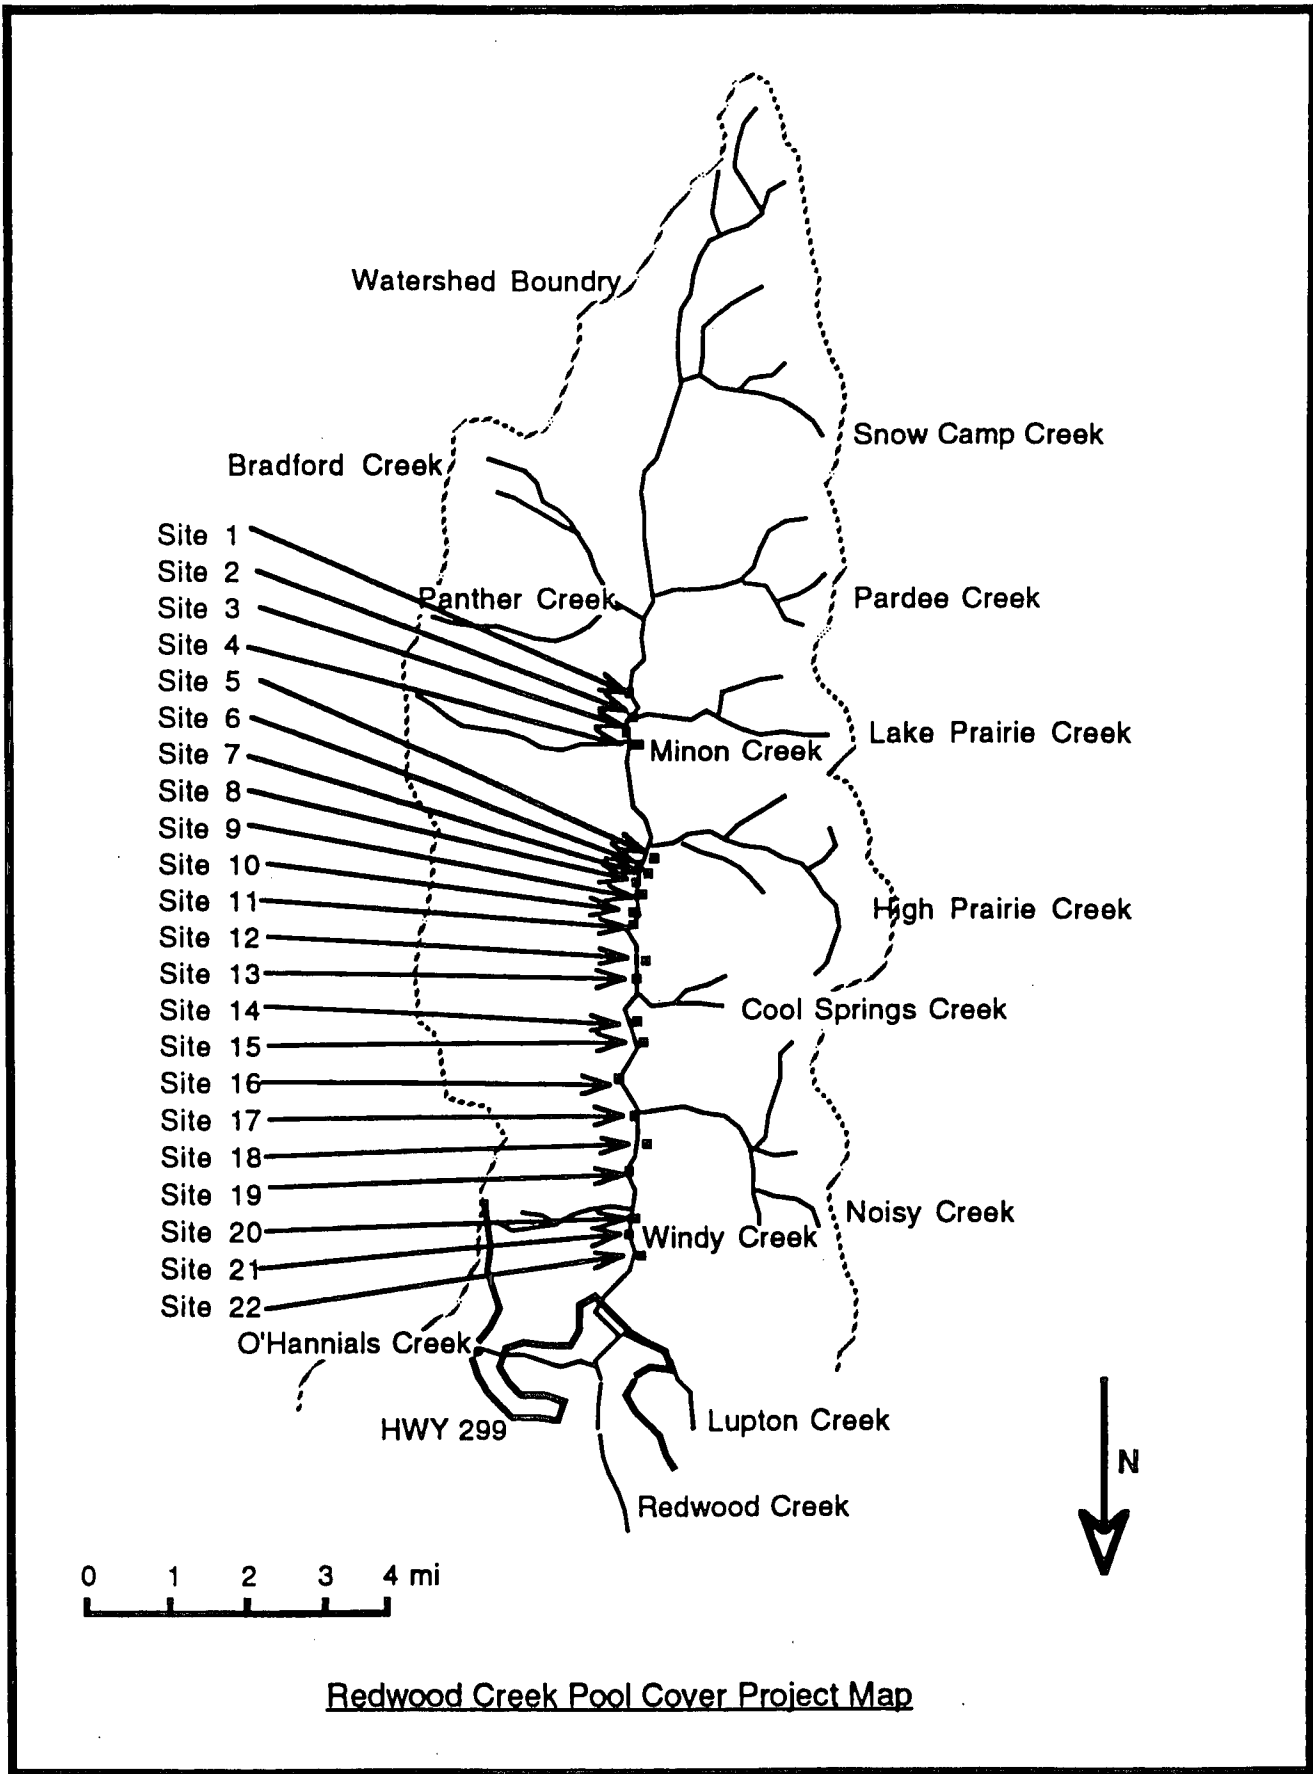 Watershed Boundry
Snow Camp Creek
Bradford Creek
Site 1
Site 2
Panther Creek
Pardee Creek
Site 3
Site 4
Site 5
Site 6
Lake Prairie Creek
Site 7
Minon Creek
Site 8
Site 9
Site 10
Site 11
High Prairie Creek
Site 12
Site 13
Site 14
Cool Springs Creek
Site 15
Site 16
Site 17
Site 18
Site 19
Noisy Creek
Site 20
Windy Creek
Site 21
Site 22
O'Hannials Creek
HWY 299
Lupton Creek
N
Redwood Creek
0 1 2 3 4 mi
Redwood Creek Pool Cover Project Map